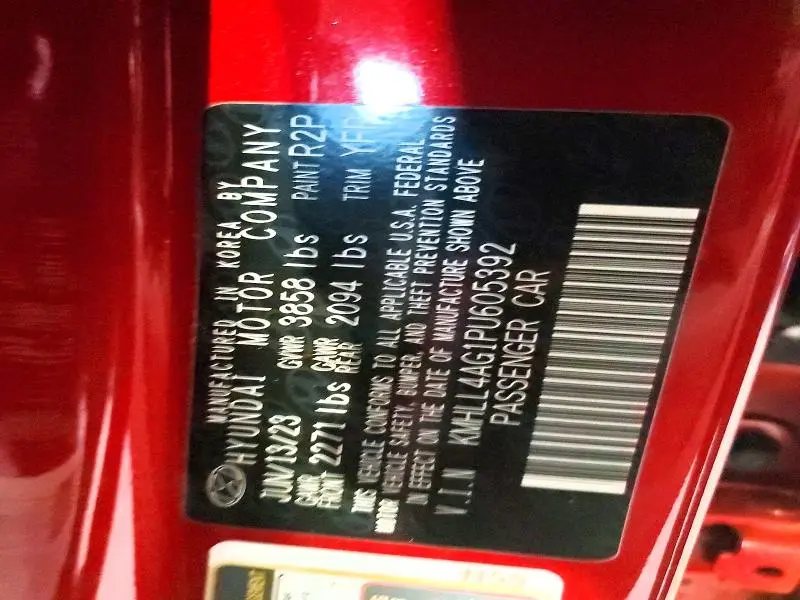 MANUFACTURED IN KOREA BY
HYUNDAI MOTOR COMPANY
JUN/13/23 GVWR 3858 lbs PAINT R2P
GAWR FRONT 2271 lbs GAWR REAR 2094 lbs TRIM
THIS VEHICLE CONFORMS TO ALL APPLICABLE U.S.A. FEDERAL
MOTOR VEHICLE SAFETY, BUMPER, AND THEFT PREVENTION STANDARDS
IN EFFECT ON THE DATE OF MANUFACTURE SHOWN ABOVE
V.I.N KMHLL4AG1PU605392
PASSENGER CAR